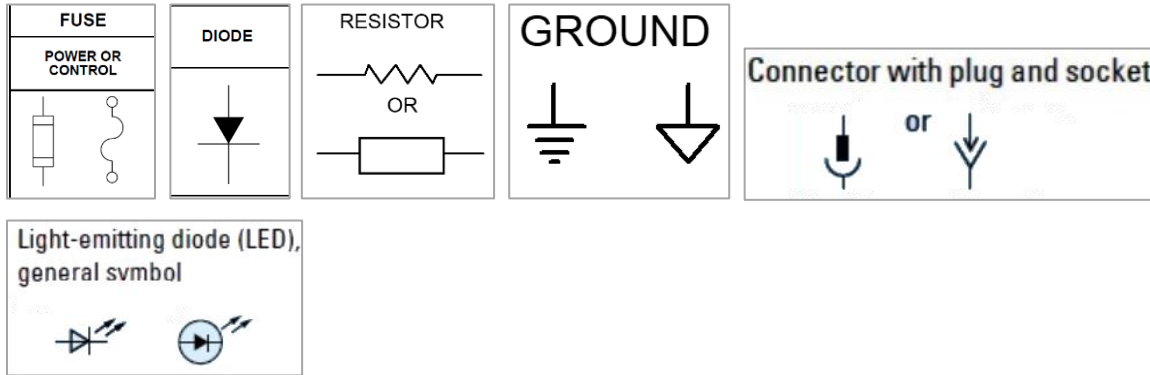 FUSE
POWER OR
CONTROL
DIODE
RESISTOR
OR
GROUND
Connector with plug and socket
or
Light-emitting diode (LED),
general symbol